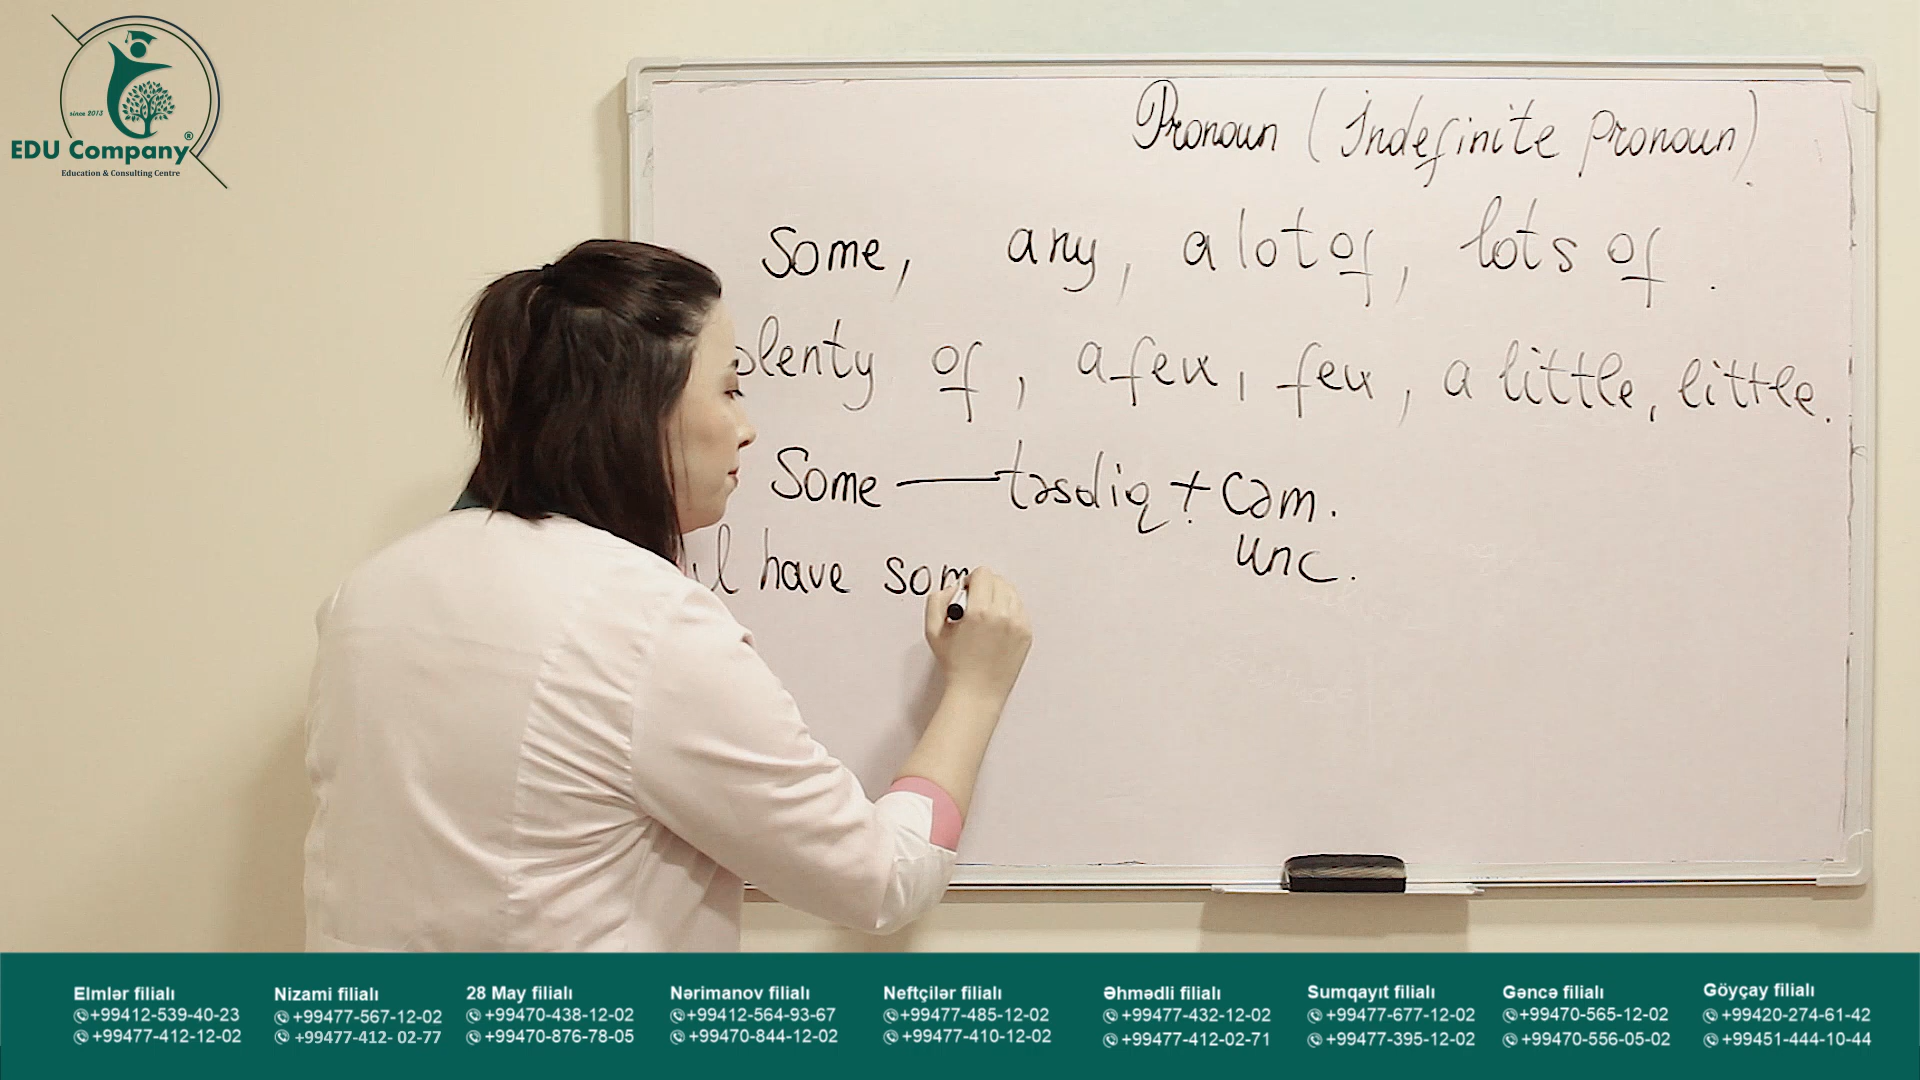 since 2013
EDU Company®
Education & Consulting Centre
Pronoun (Indefinite pronoun).
Some, any, a lot of, lots of.
plenty of, a few, few, a little, little.
Some — təsdiq + Cəm.
unc.
I have som
Elmlər filialı
+99412-539-40-23
+99477-412-12-02
Nizami filialı
+99477-567-12-02
+99477-412- 02-77
28 May filialı
+99470-438-12-02
+99470-876-78-05
Nərimanov filialı
+99412-564-93-67
+99470-844-12-02
Neftçilər filialı
+99477-485-12-02
+99477-410-12-02
Əhmədli filialı
+99477-432-12-02
+99477-412-02-71
Sumqayıt filialı
+99477-677-12-02
+99477-395-12-02
Gəncə filialı
+99470-565-12-02
+99470-556-05-02
Göyçay filialı
+99420-274-61-42
+99451-444-10-44